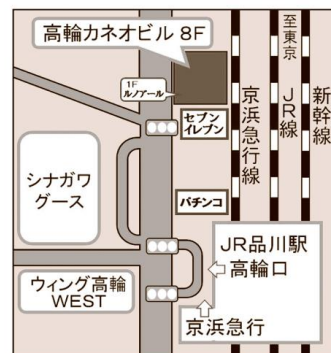 高輪カネオビル 8F
至東京
1F
ルノアール
セブン
イレブン
京浜急行線
JR線
新幹線
シナガワ
グース
パチンコ
JR品川駅
高輪口
ウィング高輪
WEST
京浜急行